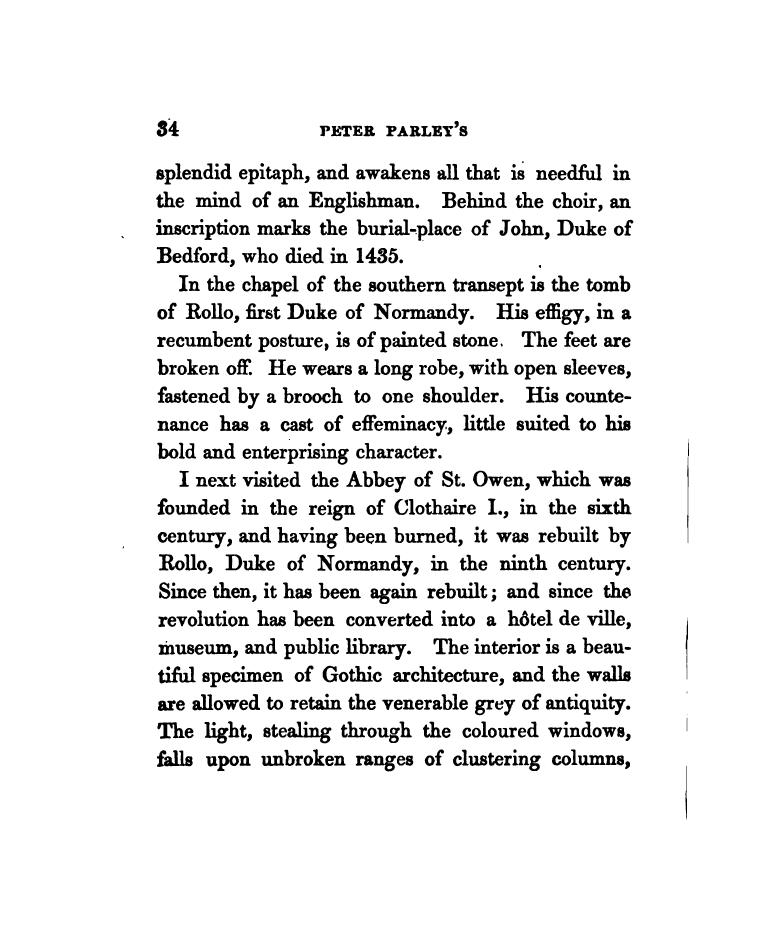 34 PETER PARLEY'S
splendid epitaph, and awakens all that is needful in
the mind of an Englishman. Behind the choir, an
inscription marks the burial-place of John, Duke of
Bedford, who died in 1435.
In the chapel of the southern transept is the tomb
of Rollo, first Duke of Normandy. His effigy, in a
recumbent posture, is of painted stone. The feet are
broken off. He wears a long robe, with open sleeves,
fastened by a brooch to one shoulder. His counte-
nance has a cast of effeminacy, little suited to his
bold and enterprising character.
I next visited the Abbey of St. Owen, which was
founded in the reign of Clothaire I., in the sixth
century, and having been burned, it was rebuilt by
Rollo, Duke of Normandy, in the ninth century.
Since then, it has been again rebuilt; and since the
revolution has been converted into a hôtel de ville,
museum, and public library. The interior is a beau-
tiful specimen of Gothic architecture, and the walls
are allowed to retain the venerable grey of antiquity.
The light, stealing through the coloured windows,
falls upon unbroken ranges of clustering columns,